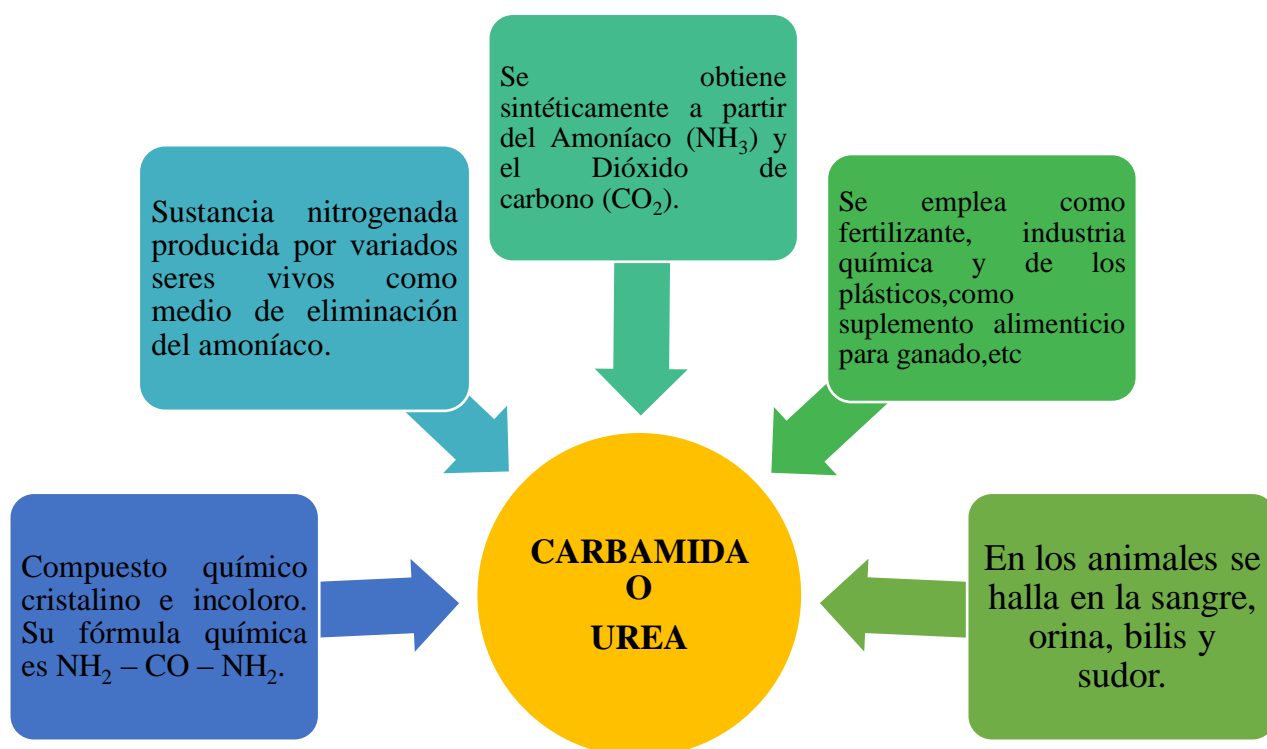 Se obtiene
sintéticamente a partir
del Amoníaco (NH₃) y
el Dióxido de
carbono (CO₂).
Sustancia nitrogenada
producida por variados
seres vivos como
medio de eliminación
del amoníaco.
Se emplea como
fertilizante, industria
química y de los
plásticos,como
suplemento alimenticio
para ganado,etc
Compuesto químico
cristalino e incoloro.
Su fórmula química
es NH₂ – CO – NH₂.
CARBAMIDA
O
UREA
En los animales se
halla en la sangre,
orina, bilis y
sudor.